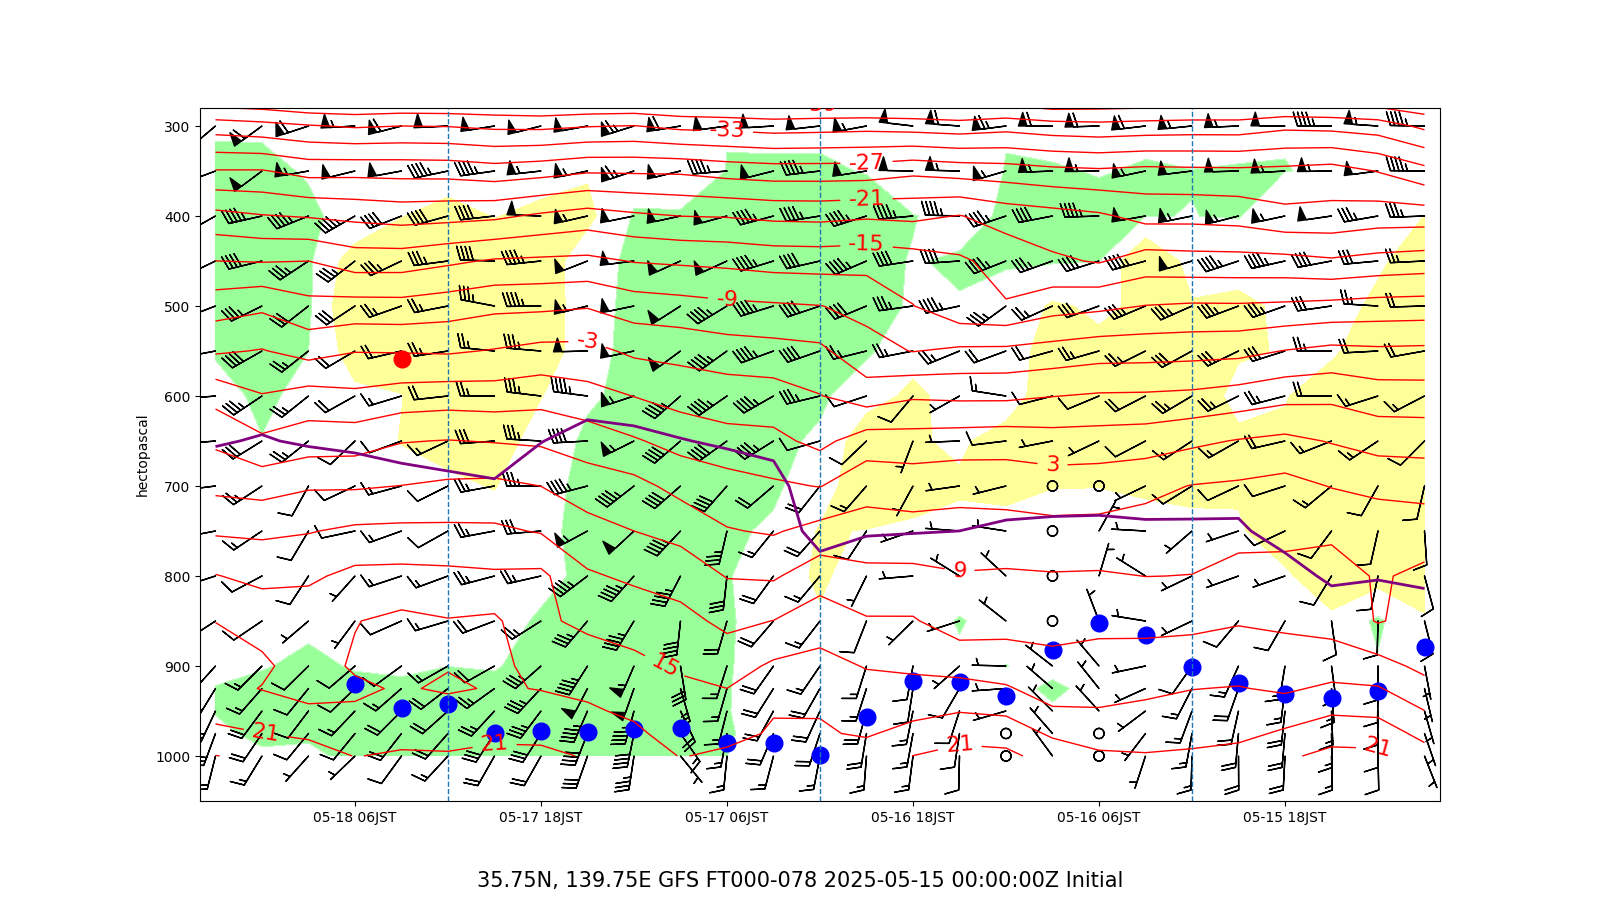 300
400
500
600
700
800
900
1000
hectopascal
-33
-27
-21
-15
-9
-3
3
9
15
21
21
21
21
05-18 06JST
05-17 18JST
05-17 06JST
05-16 18JST
05-16 06JST
05-15 18JST
35.75N, 139.75E GFS FT000-078 2025-05-15 00:00:00Z Initial